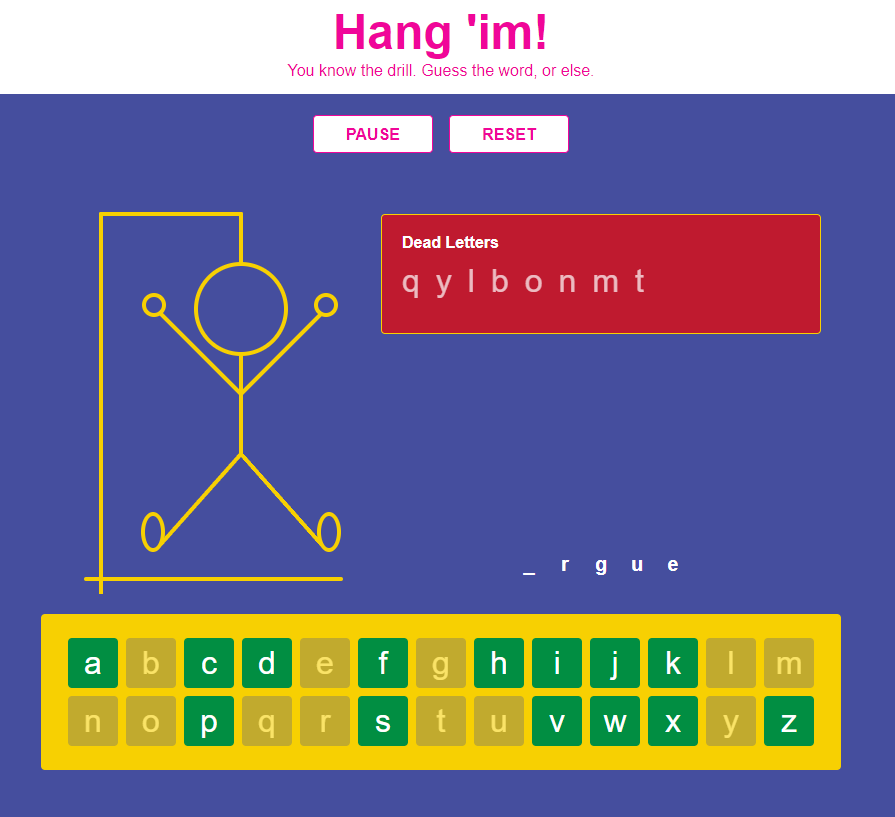 Hang 'im!
You know the drill. Guess the word, or else.
PAUSE RESET
Dead Letters
q y l b o n m t
_ r g u e
a b c d e f g h i j k l m
n o p q r s t u v w x y z